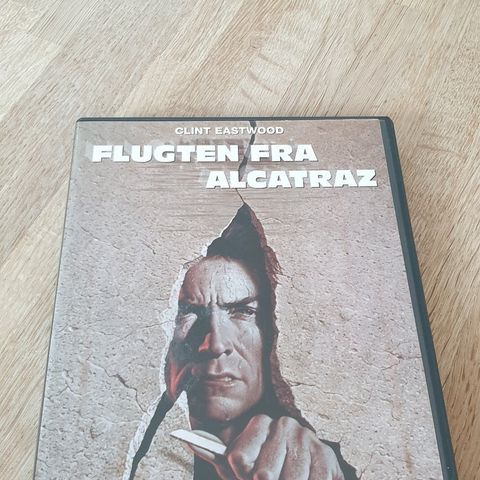 CLINT EASTWOOD
FLUGTEN FRA
ALCATRAZ